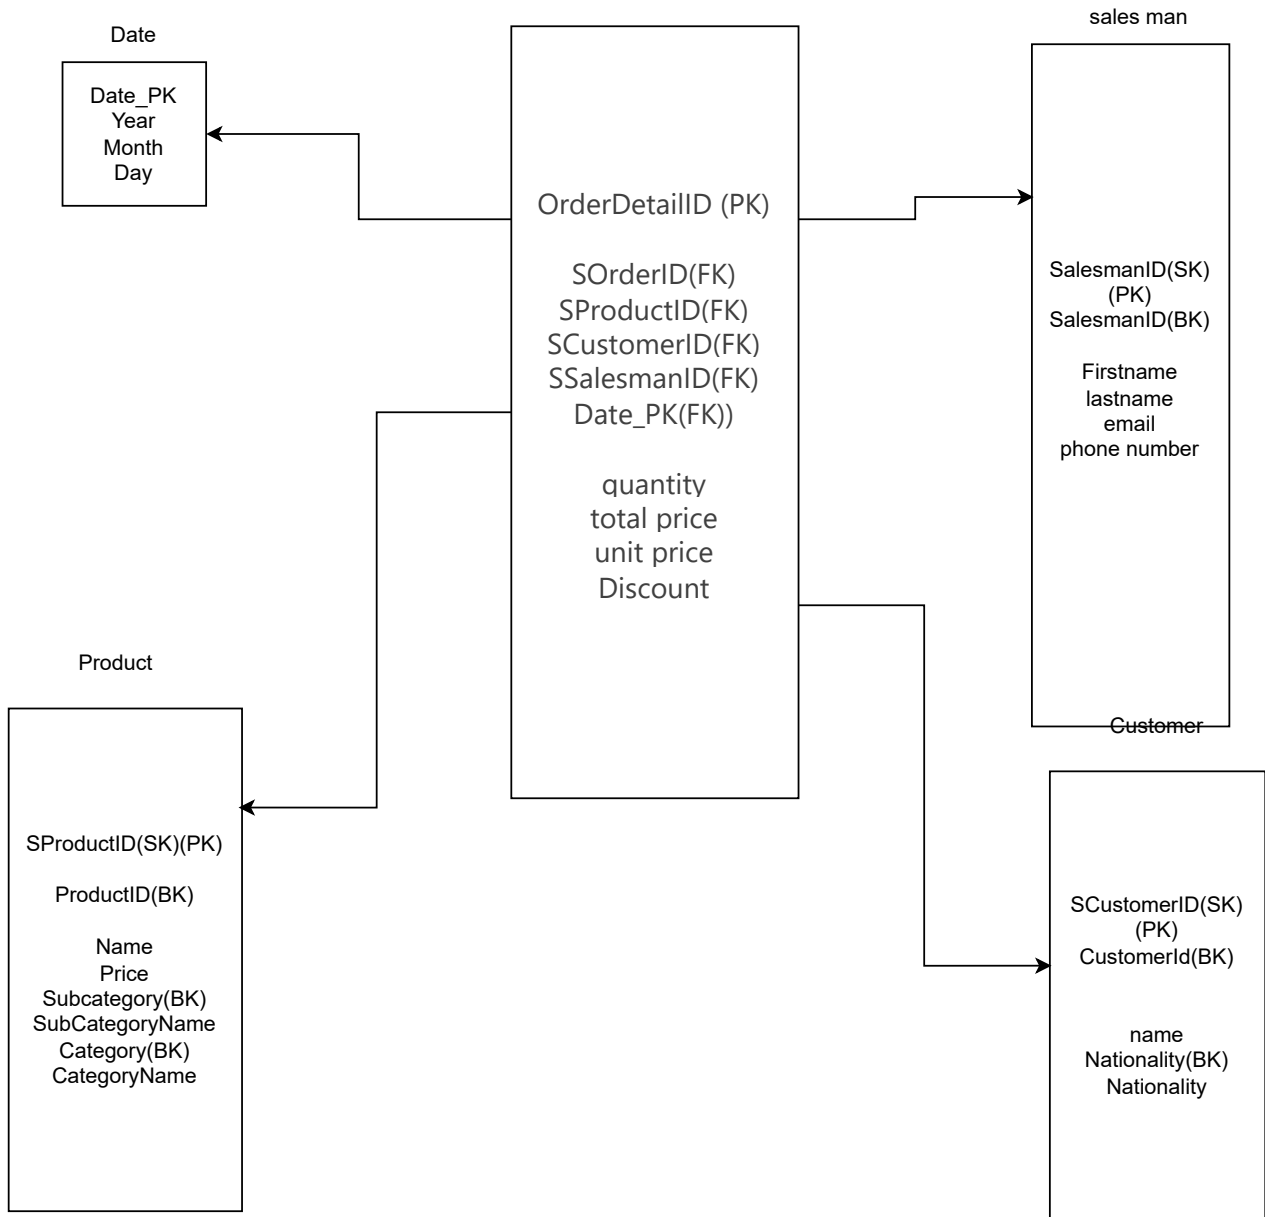 Date
Date_PK
Year
Month
Day
OrderDetailID (PK)
SOrderID(FK)
SProductID(FK)
SCustomerID(FK)
SSalesmanID(FK)
Date_PK(FK))
quantity
total price
unit price
Discount
sales man
SalesmanID(SK)
(PK)
SalesmanID(BK)
Firstname
lastname
email
phone number
Product
SProductID(SK)(PK)
ProductID(BK)
Name
Price
Subcategory(BK)
SubCategoryName
Category(BK)
CategoryName
Customer
SCustomerID(SK)
(PK)
CustomerId(BK)
name
Nationality(BK)
Nationality